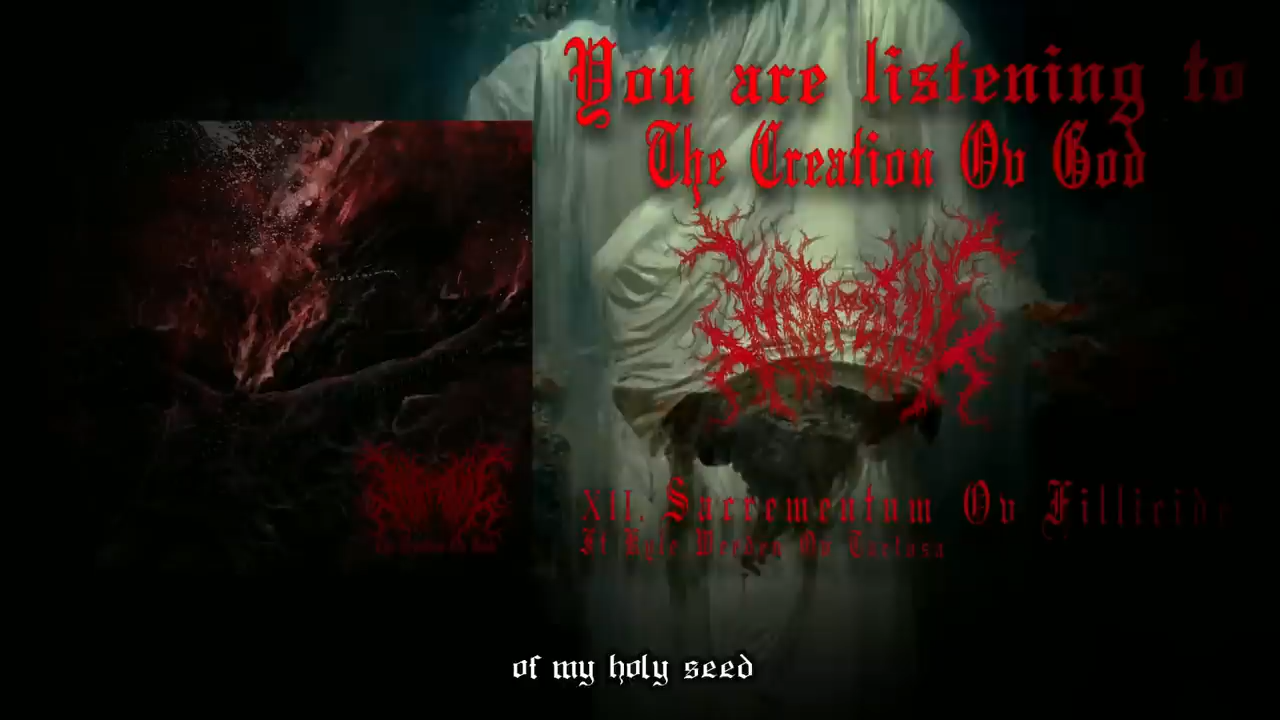 You are listening to
The Creation Ov God
XII. Sacrementum Ov Fillicide
Ft Kyle Weeden Ov Tartosa
of my holy seed